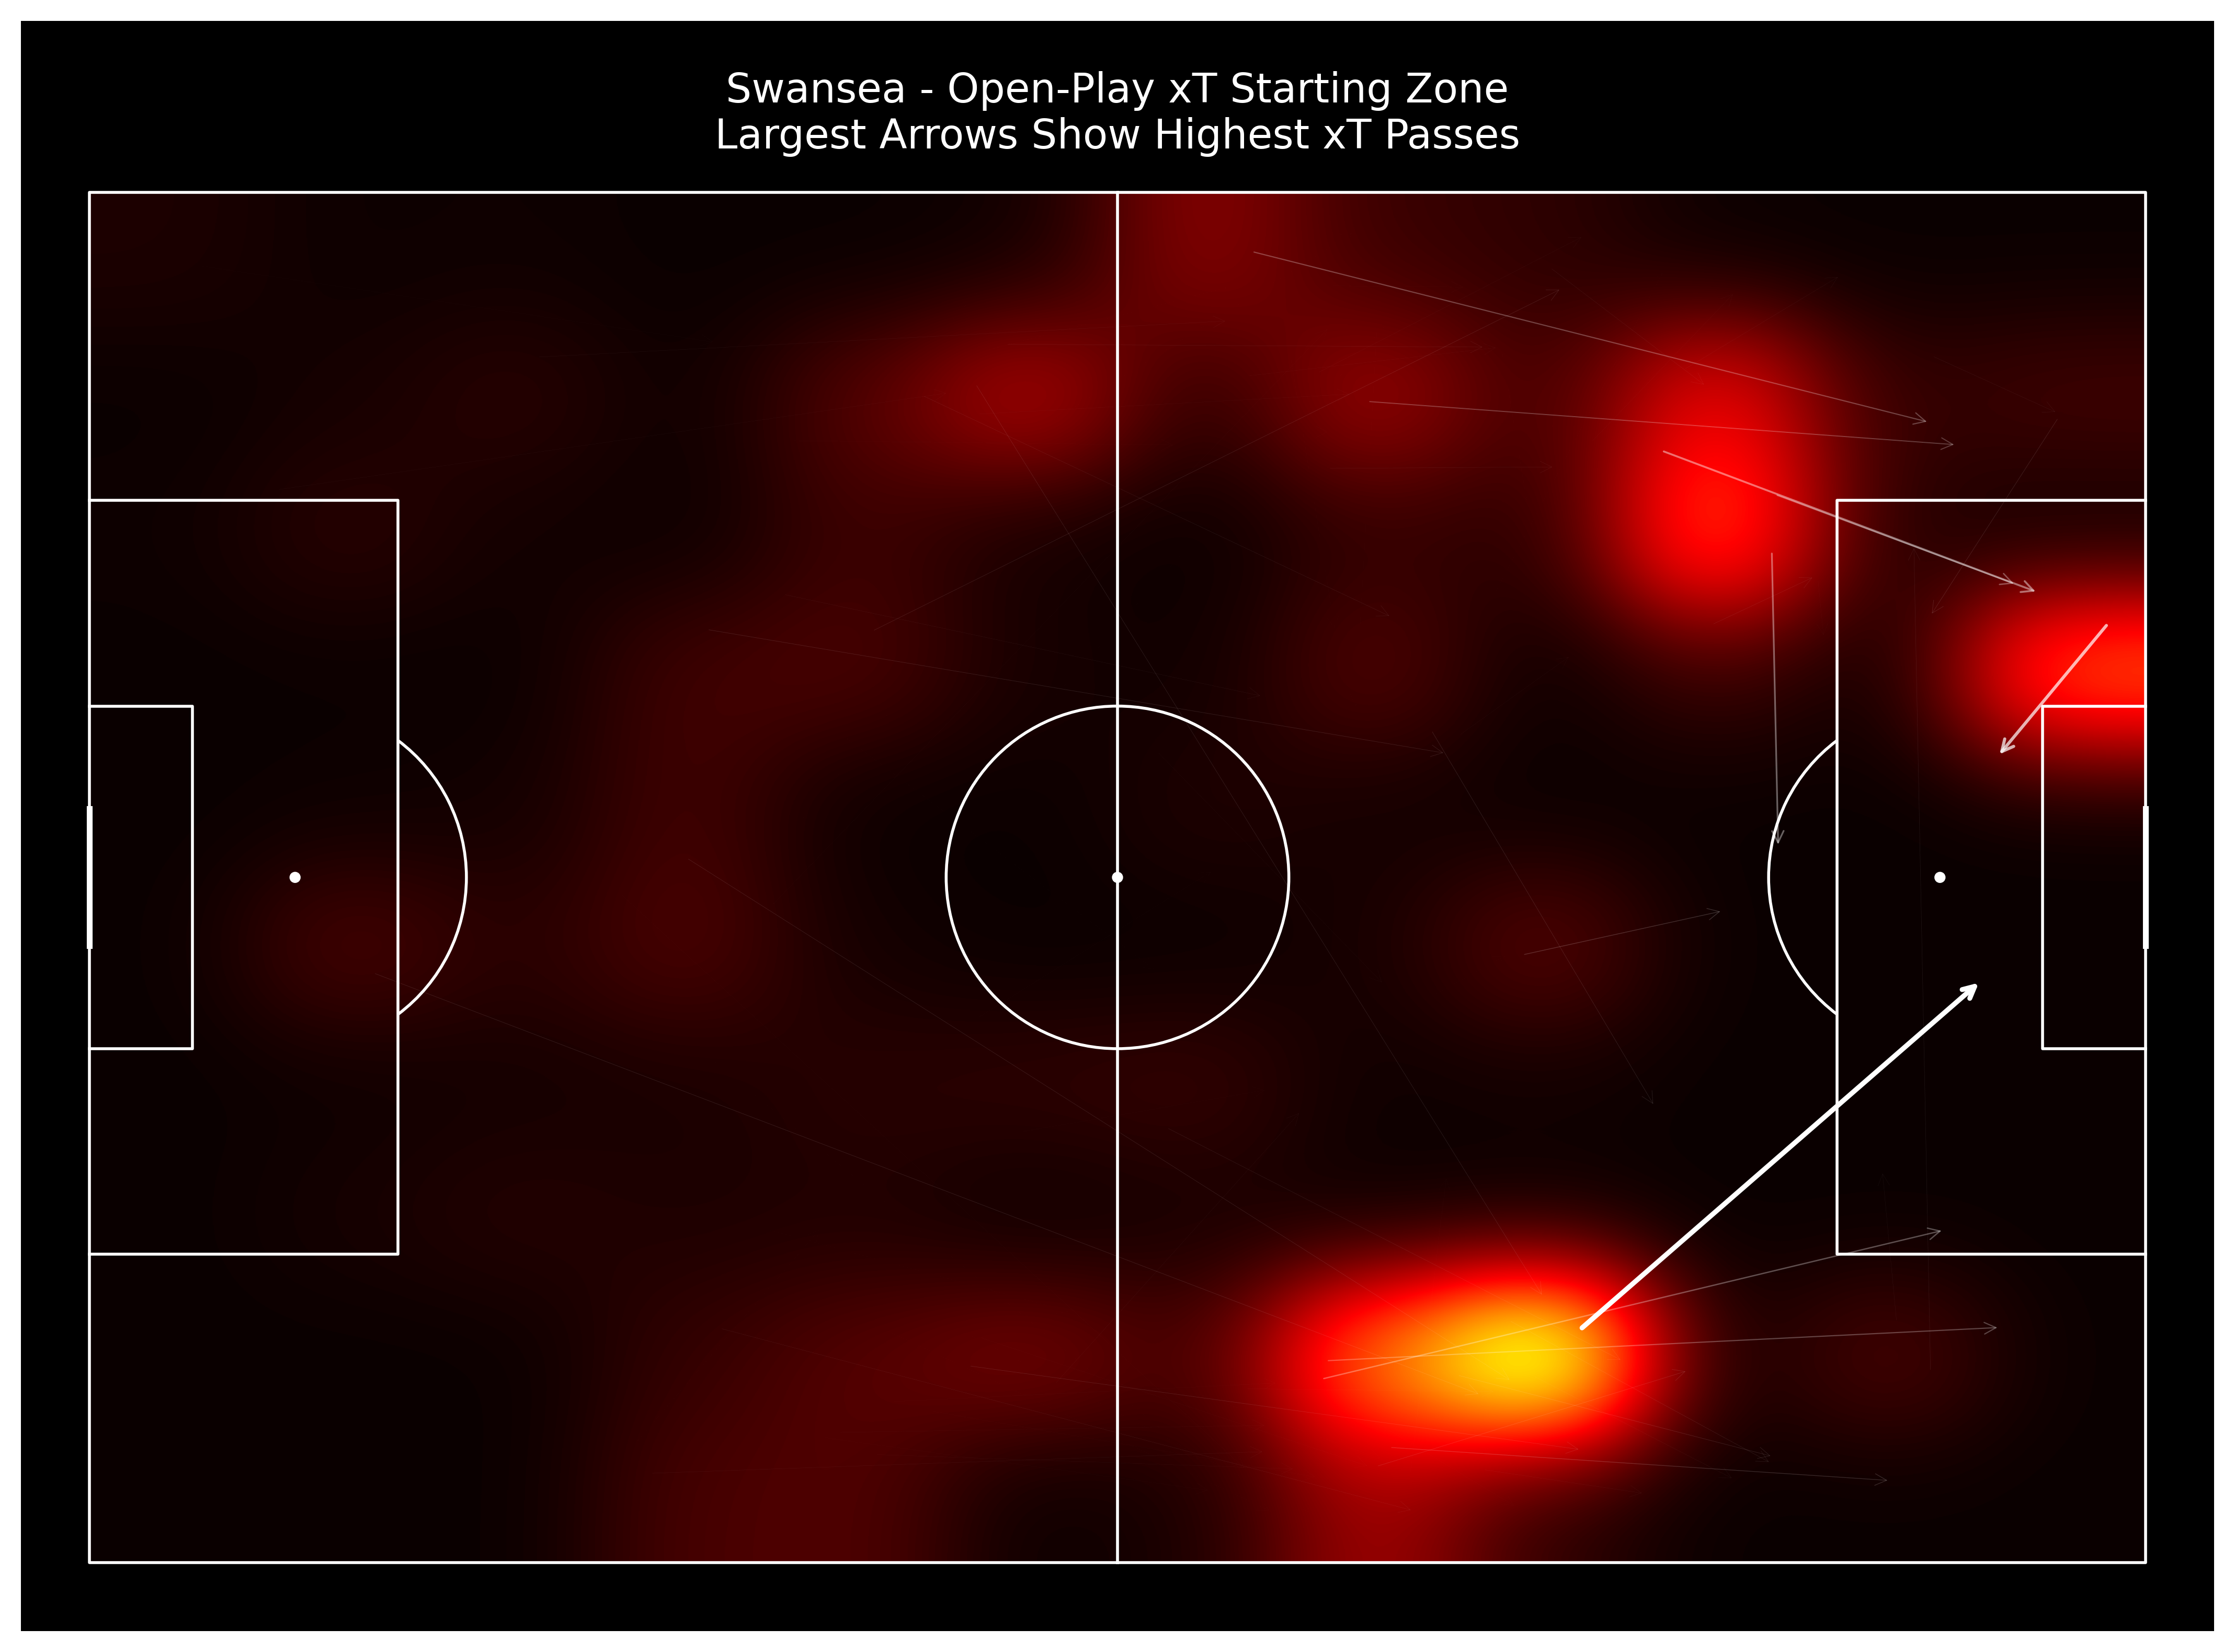 Swansea - Open-Play xT Starting Zone
Largest Arrows Show Highest xT Passes